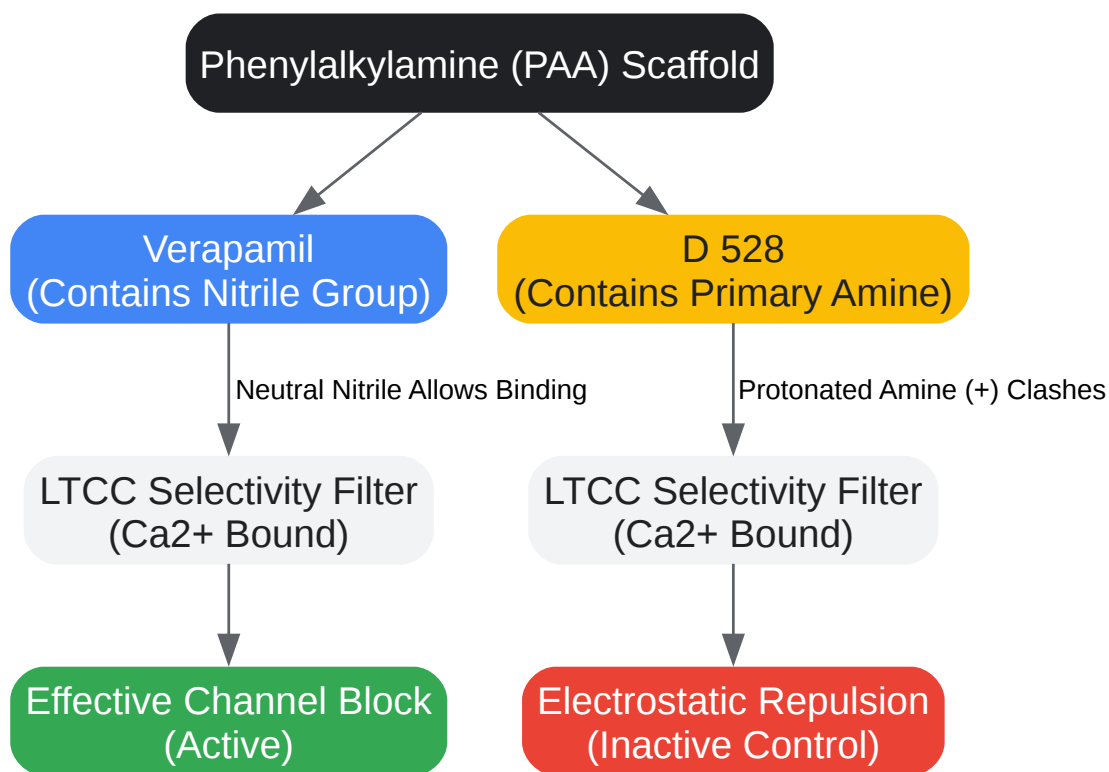 Phenylalkylamine (PAA) Scaffold
Verapamil
(Contains Nitrile Group)
D 528
(Contains Primary Amine)
Neutral Nitrile Allows Binding
Protonated Amine (+) Clashes
LTCC Selectivity Filter
(Ca2+ Bound)
LTCC Selectivity Filter
(Ca2+ Bound)
Effective Channel Block
(Active)
Electrostatic Repulsion
(Inactive Control)